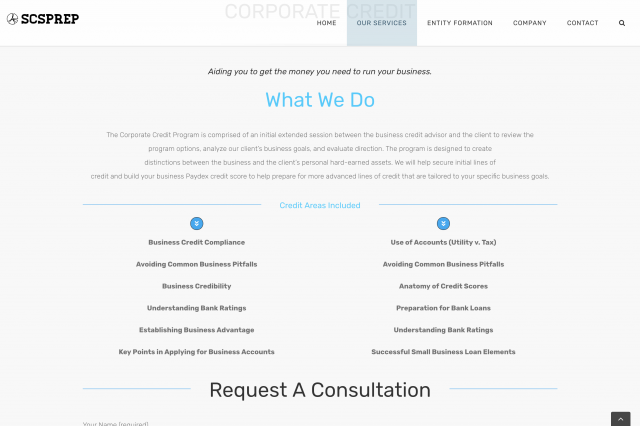 CORPORATE CREDIT
SCSPREP
HOME OUR SERVICES ENTITY FORMATION COMPANY CONTACT
Aiding you to get the money you need to run your business.
What We Do
The Corporate Credit Program is comprised of an initial extended session between the business credit advisor and the client to review the
program options, analyze our client's business goals, and evaluate direction. The program is designed to create
distinctions between the business and the client's personal hard-earned assets. We will help secure initial lines of
credit and build your business Paydex credit score to help prepare for more advanced lines of credit that are tailored to your specific business goals.
Credit Areas Included
Business Credit Compliance
Avoiding Common Business Pitfalls
Business Credibility
Understanding Bank Ratings
Establishing Business Advantage
Key Points in Applying for Business Accounts
Use of Accounts (Utility v. Tax)
Avoiding Common Business Pitfalls
Anatomy of Credit Scores
Preparation for Bank Loans
Understanding Bank Ratings
Successful Small Business Loan Elements
Request A Consultation
Your Name (required)